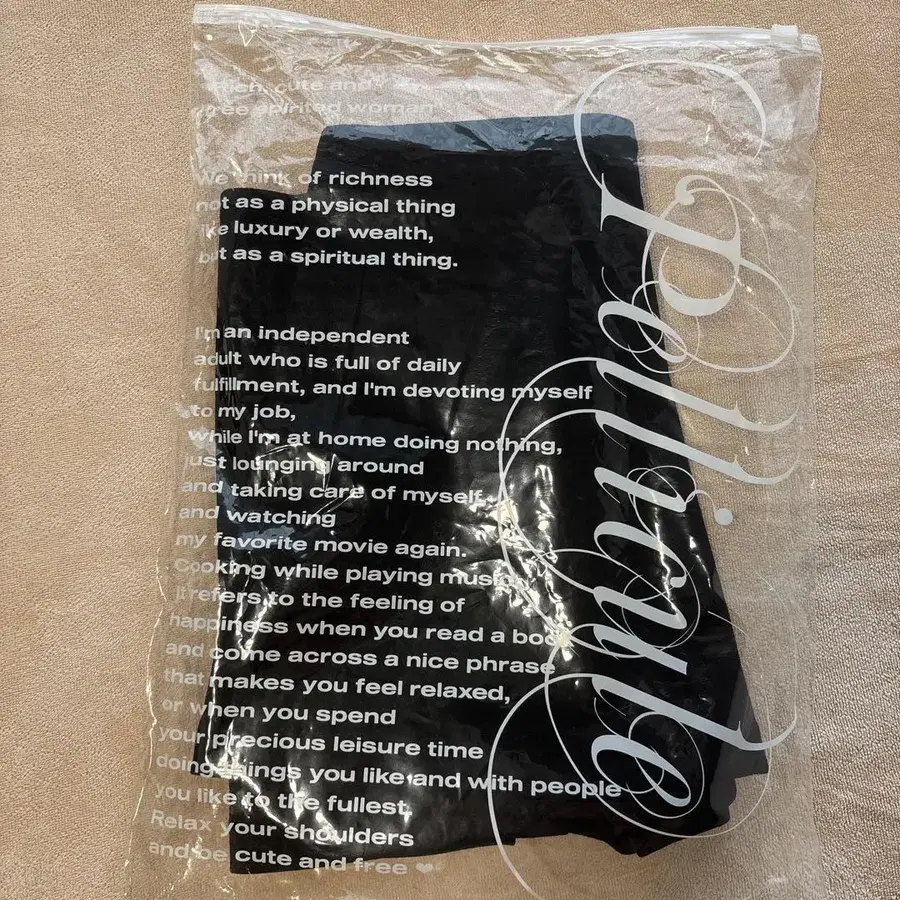 "Rich, cute and
free spirited woman"
We think of richness
not as a physical thing
like luxury or wealth,
but as a spiritual thing.
I'm an independent
adult who is full of daily
fulfillment, and I'm devoting myself
to my job,
while I'm at home doing nothing,
just lounging around
and taking care of myself,
and watching
my favorite movie again.
Cooking while playing music,
it refers to the feeling of
happiness when you read a book
and come across a nice phrase
that makes you feel relaxed,
or when you spend
your precious leisure time
doing things you like and with people
you like to the fullest,
Relax your shoulders
and be cute and free ❤